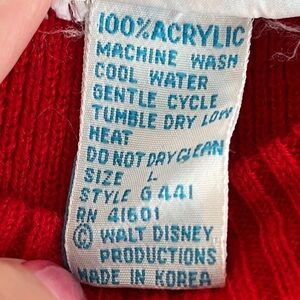 100% ACRYLIC
MACHINE WASH
COOL WATER
GENTLE CYCLE
TUMBLE DRY LOW
HEAT
DO NOT DRY CLEAN
SIZE L
STYLE G441
RN 41601
© WALT DISNEY
PRODUCTIONS
MADE IN KOREA